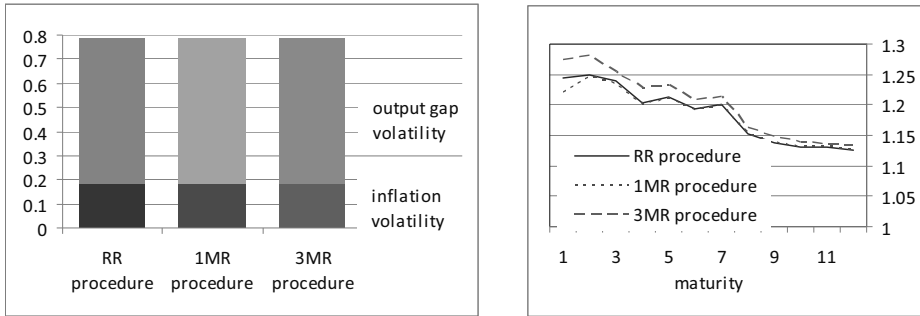 0.8
0.7
0.6
0.5
0.4
0.3
0.2
0.1
0
output gap
volatility
inflation
volatility
RR
procedure
1MR
procedure
3MR
procedure
1.3
1.25
1.2
1.15
1.1
1.05
1
RR procedure
1MR procedure
3MR procedure
1 3 5 7 9 11
maturity